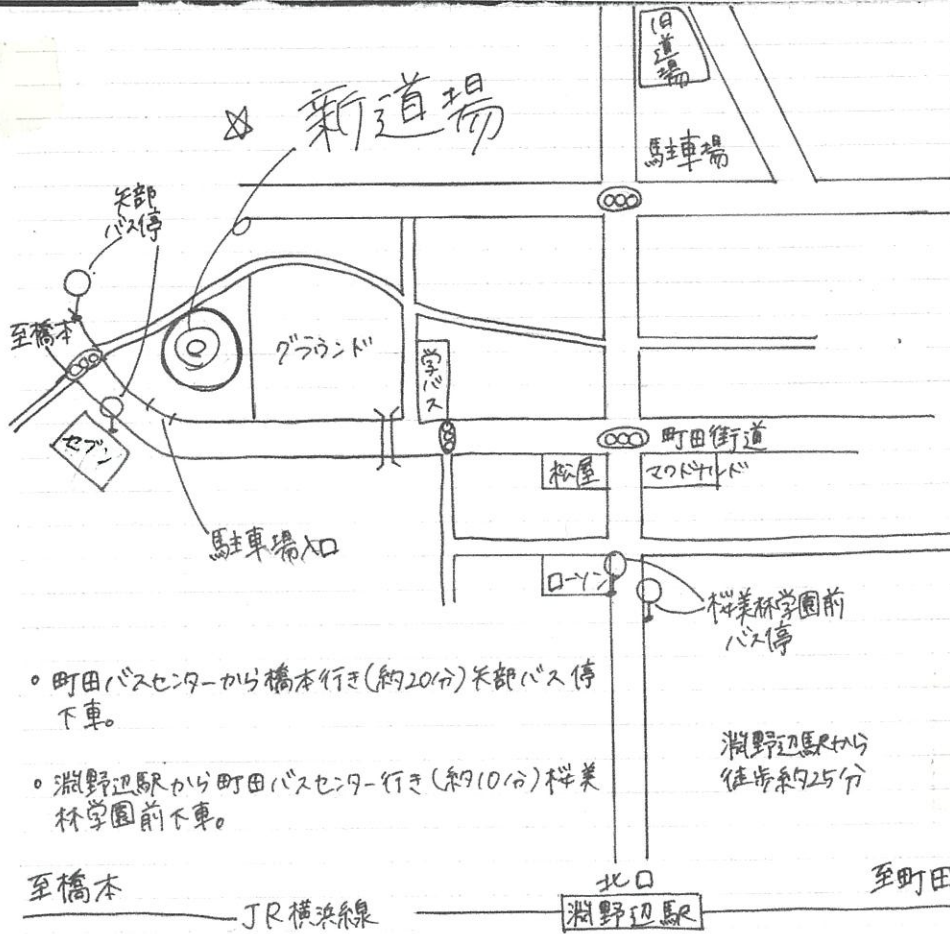 旧道場
☆ 新道場
駐車場
矢部
バス停
至橋本
グラウンド
学バス
セブン
町田街道
松屋
マクドナルド
駐車場入口
ローソン
桜美林学園前
バス停
◦ 町田バスセンターから橋本行き(約20分)矢部バス停
下車。
渕野辺駅から
徒歩約25分
◦ 渕野辺駅から町田バスセンター行き(約10分)桜美
林学園前下車。
至橋本
北口
至町田
JR横浜線
渕野辺駅